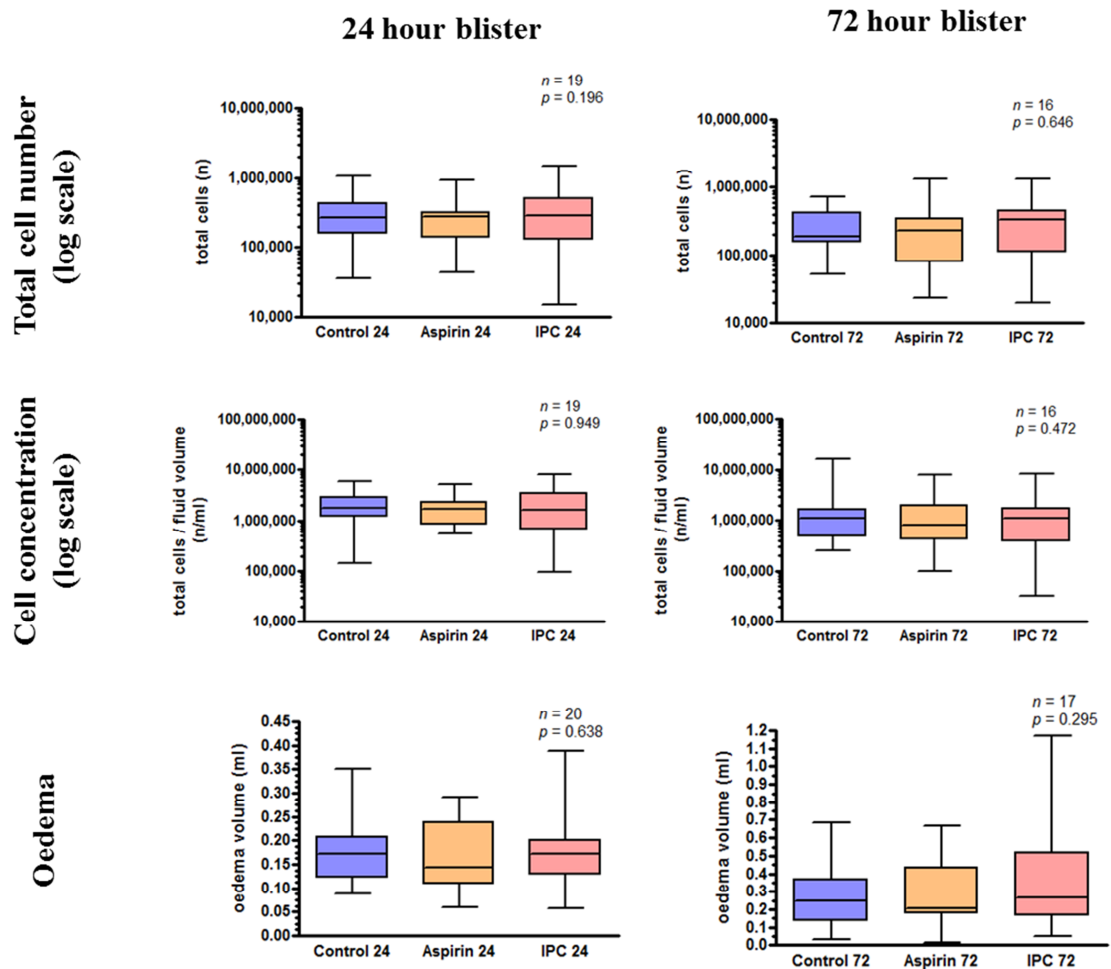 24 hour blister
72 hour blister
Total cell number
(log scale)
n = 19
p = 0.196
total cells (n)
10,000,000
1,000,000
100,000
10,000
Control 24
Aspirin 24
IPC 24
n = 16
p = 0.646
total cells (n)
10,000,000
1,000,000
100,000
10,000
Control 72
Aspirin 72
IPC 72
Cell concentration
(log scale)
n = 19
p = 0.949
total cells / fluid volume
(n/ml)
100,000,000
10,000,000
1,000,000
100,000
10,000
Control 24
Aspirin 24
IPC 24
n = 16
p = 0.472
total cells / fluid volume
(n/ml)
100,000,000
10,000,000
1,000,000
100,000
10,000
Control 72
Aspirin 72
IPC 72
Oedema
n = 20
p = 0.638
oedema volume (ml)
0.45
0.40
0.35
0.30
0.25
0.20
0.15
0.10
0.05
0.00
Control 24
Aspirin 24
IPC 24
n = 17
p = 0.295
oedema volume (ml)
1.2
1.1
1.0
0.9
0.8
0.7
0.6
0.5
0.4
0.3
0.2
0.1
0.0
Control 72
Aspirin 72
IPC 72